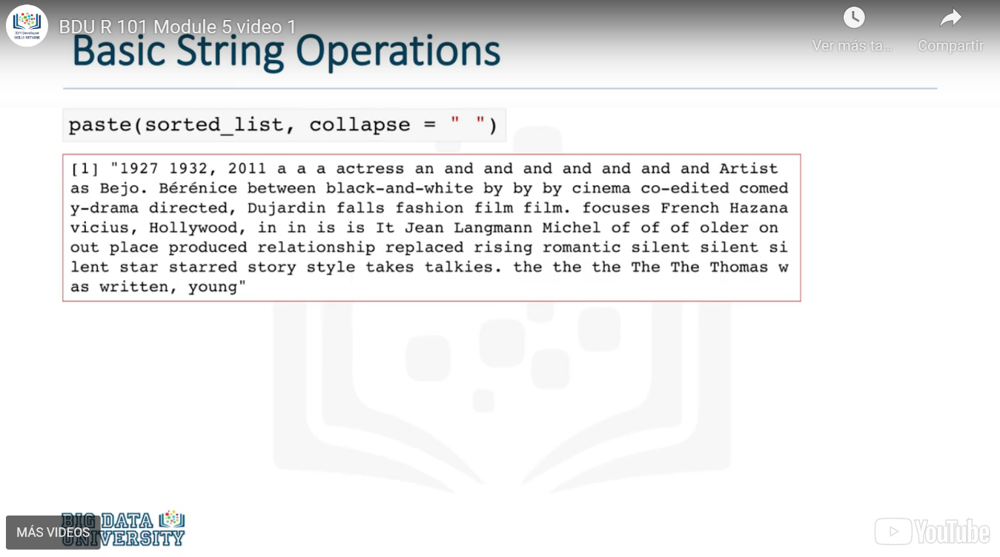 BDU R 101 Module 5 video 1
Ver más ta...
Compartir
Basic String Operations
paste(sorted_list, collapse = " ")
[1] "1927 1932, 2011 a a a actress an and and and and and and and Artist
as Bejo. Bérénice between black-and-white by by by cinema co-edited comed
y-drama directed, Dujardin falls fashion film film. focuses French Hazana
vicius, Hollywood, in in is is It Jean Langmann Michel of of of older on
out place produced relationship replaced rising romantic silent silent si
lent star starred story style takes talkies. the the the The The Thomas w
as written, young"
BIG DATA
UNIVERSITY
MÁS VIDEOS
YouTube